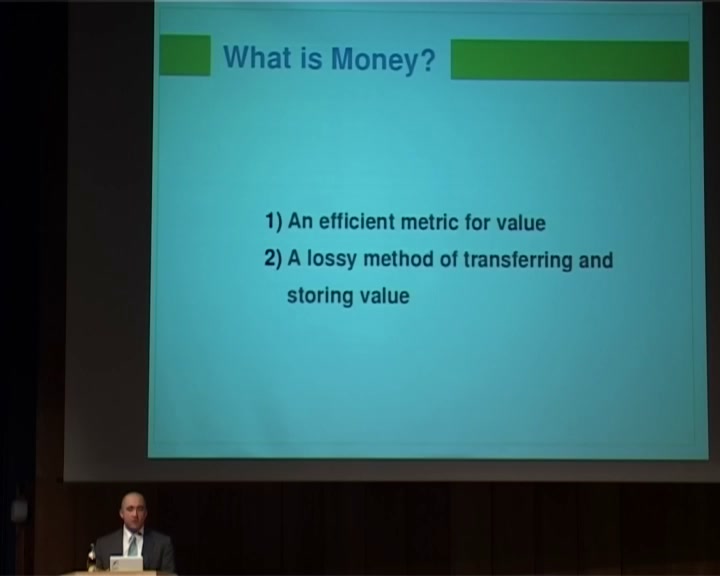 What is Money?
1) An efficient metric for value
2) A lossy method of transferring and
storing value